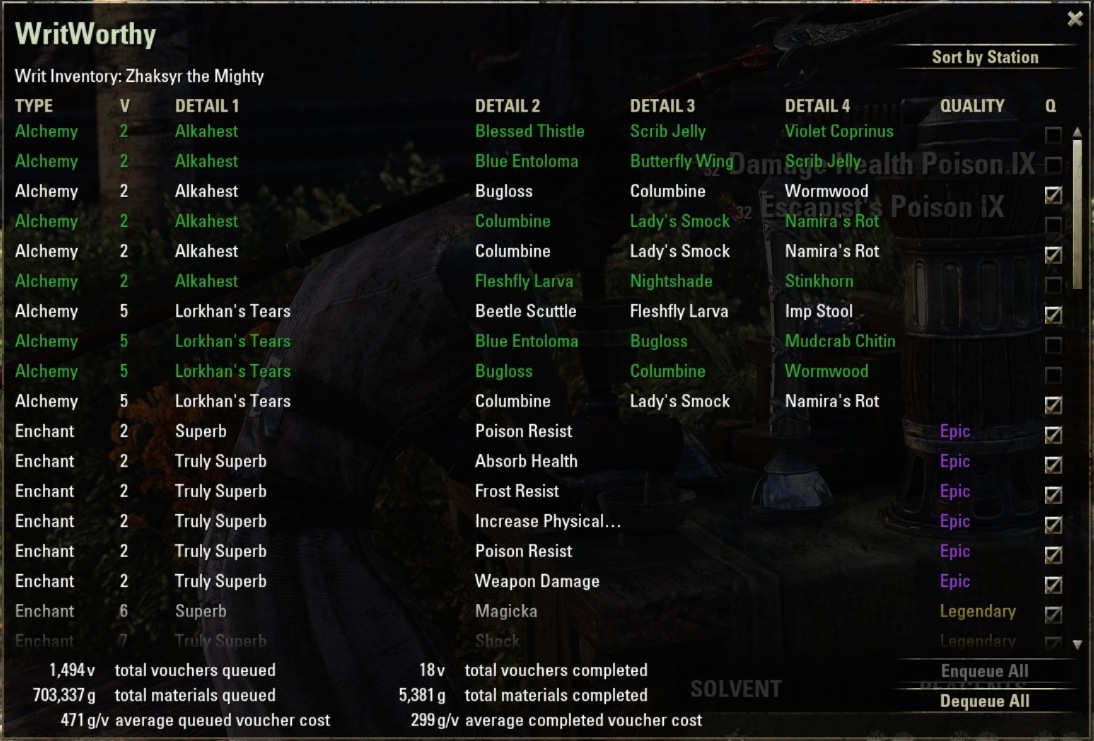 WritWorthy
Sort by Station
Writ Inventory: Zhaksyr the Mighty
TYPE V DETAIL 1 DETAIL 2 DETAIL 3 DETAIL 4 QUALITY Q
Alchemy 2 Alkahest Blessed Thistle Scrib Jelly Violet Coprinus
Alchemy 2 Alkahest Blue Entoloma Butterfly Wing Scrib Jelly
32 Damage Health Poison IX
Alchemy 2 Alkahest Bugloss Columbine Wormwood
32 Escapist's Poison IX
Alchemy 2 Alkahest Columbine Lady's Smock Namira's Rot
Alchemy 2 Alkahest Columbine Lady's Smock Namira's Rot
Alchemy 2 Alkahest Fleshfly Larva Nightshade Stinkhorn
Alchemy 5 Lorkhan's Tears Beetle Scuttle Fleshfly Larva Imp Stool
Alchemy 5 Lorkhan's Tears Blue Entoloma Bugloss Mudcrab Chitin
Alchemy 5 Lorkhan's Tears Bugloss Columbine Wormwood
Alchemy 5 Lorkhan's Tears Columbine Lady's Smock Namira's Rot
Enchant 2 Superb Poison Resist Epic
Enchant 2 Truly Superb Absorb Health Epic
Enchant 2 Truly Superb Frost Resist Epic
Enchant 2 Truly Superb Increase Physical... Epic
Enchant 2 Truly Superb Poison Resist Epic
Enchant 2 Truly Superb Weapon Damage Epic
Enchant 6 Superb Magicka Legendary
Enchant 7 Truly Superb Shock Legendary
1,494 v total vouchers queued 18 v total vouchers completed Enqueue All
703,337 g total materials queued 5,381 g total materials completed SOLVENT REAGENTS
Dequeue All
471 g/v average queued voucher cost 299 g/v average completed voucher cost